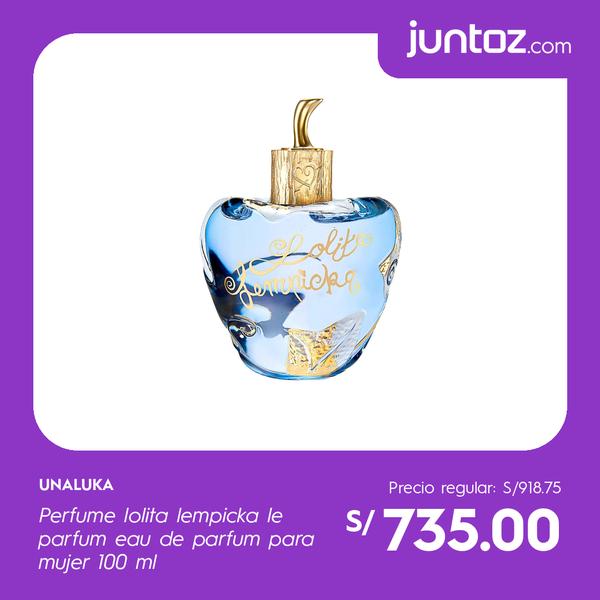 juntoz.com
Lolita
Lempicka
UNALUKA
Perfume lolita lempicka le
parfum eau de parfum para
mujer 100 ml
Precio regular: S/918.75
S/ 735.00